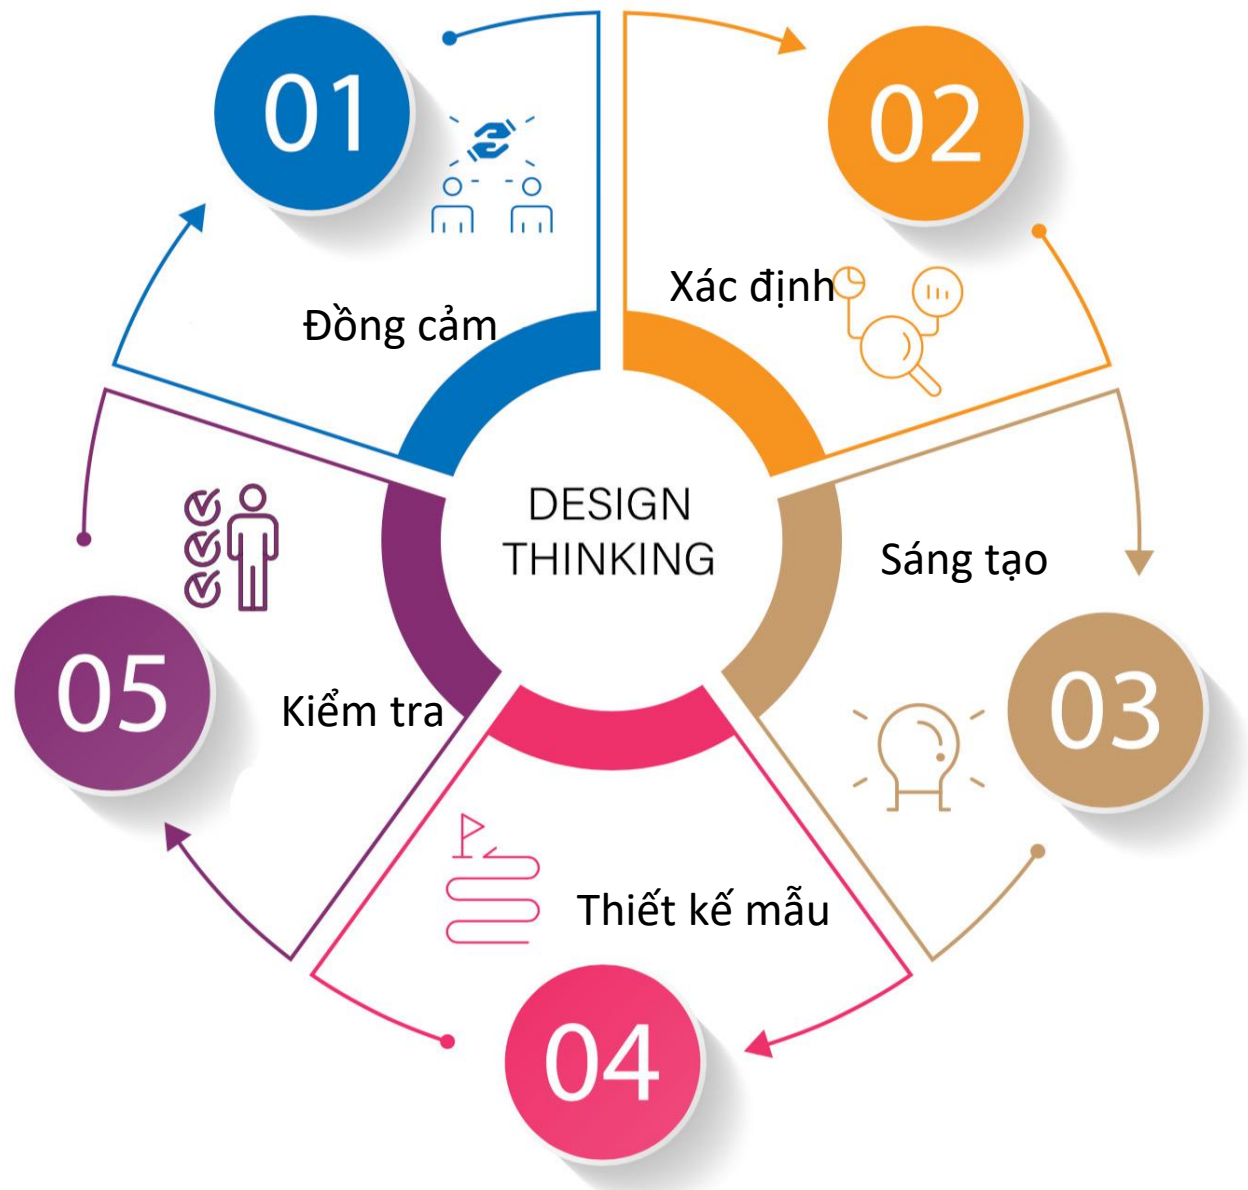 01
Đồng cảm
02
Xác định
DESIGN
THINKING
Sáng tạo
03
Thiết kế mẫu
04
Kiểm tra
05